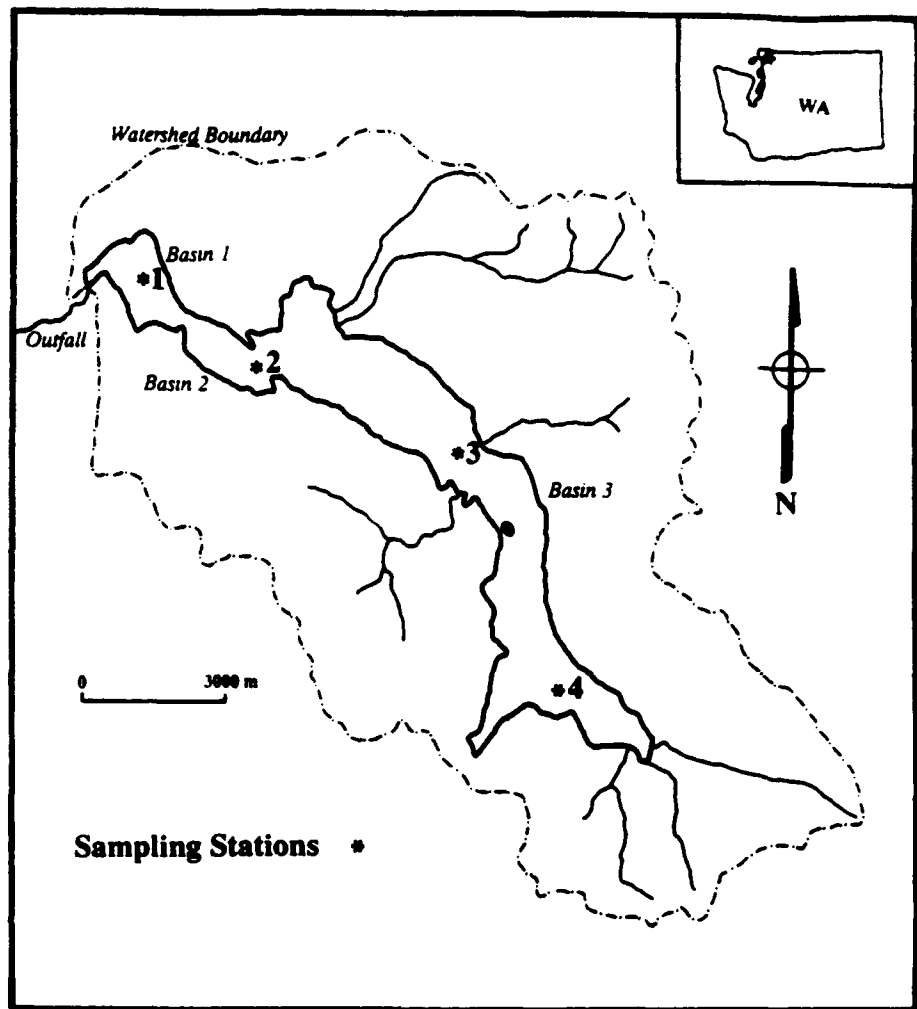 WA
Watershed Boundary
Basin 1
*1
Outfall
*2
Basin 2
*3
Basin 3
N
0 3000 m
*4
Sampling Stations *